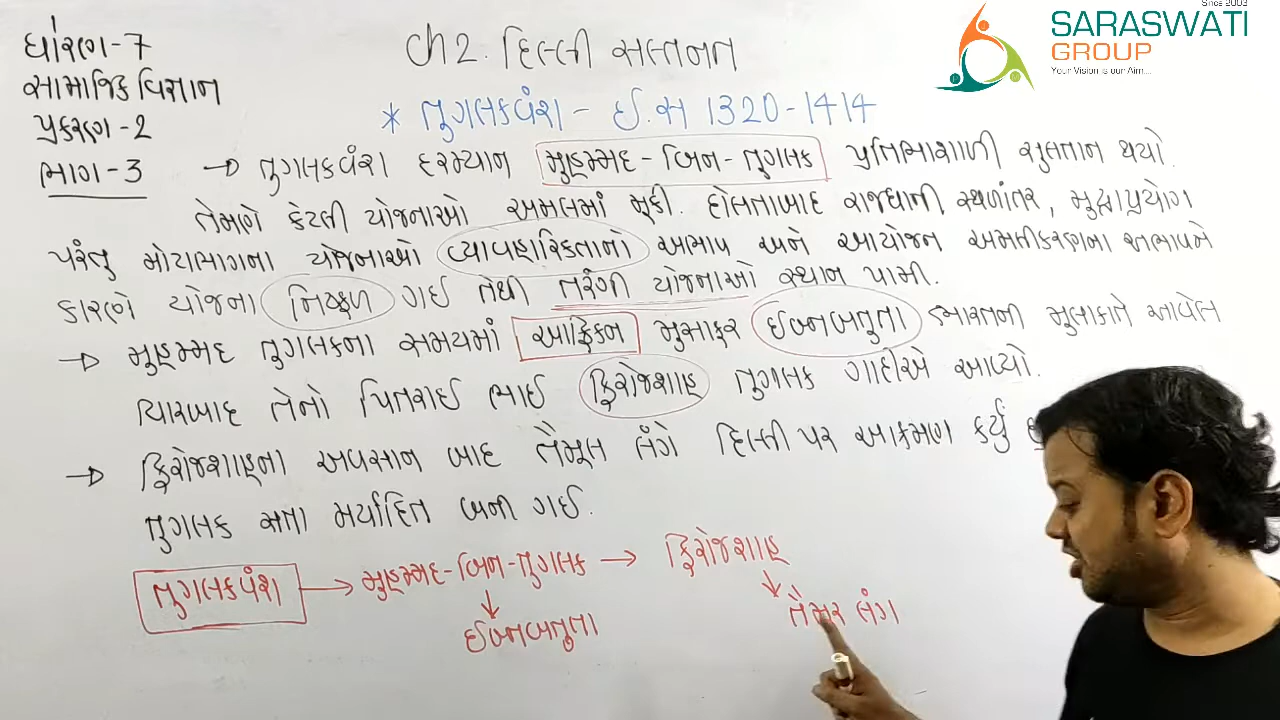 ધોરણ-7
સામાજિક વિજ્ઞાન
પ્રકરણ-2
ભાગ-3
Ch 2. દિલ્લી સલ્તનત
Since 2003
SARASWATI
GROUP
Your Vision is our Aim....
* તુગલકવંશ - ઈ.સ 1320-1414
→ તુગલકવંશ દરમ્યાન મુહમ્મદ-બિન-તુગલક પ્રતિભાશાળી સુલતાન થયો.
તેમણે કેટલી યોજનાઓ અમલમાં મૂકી. દોલતાબાદ રાજધાની સ્થળાંતર, મુદ્રાપ્રયોગ
પરંતુ મોટાભાગના યોજનાઓ વ્યાવહારિકતાનો અભાવ અને આયોજન અમલીકરણના અભાવને
કારણે યોજના નિષ્ફળ ગઈ તેથી તરંગી યોજનાઓ સ્થાન પામી.
→ મુહમ્મદ તુગલકના સમયમાં આફ્રિકન મુસાફર ઈબ્નબતુતા ભારતની મુલાકાતે આવેલ
ત્યારબાદ તેનો પિતરાઈ ભાઈ ફિરોજશાહ તુગલક ગાદીએ આવ્યો.
→ ફિરોજશાહના અવસાન બાદ તૈમૂલ લંગે દિલ્લી પર આક્રમણ કર્યું
તુગલક સતા મર્યાદિત બની ગઈ.
તુગલકવંશ → મુહમ્મદ-બિન-તુગલક → ફિરોજશાહ
↓ ઈબ્નબતુતા ↓ તૈમુર લંગ